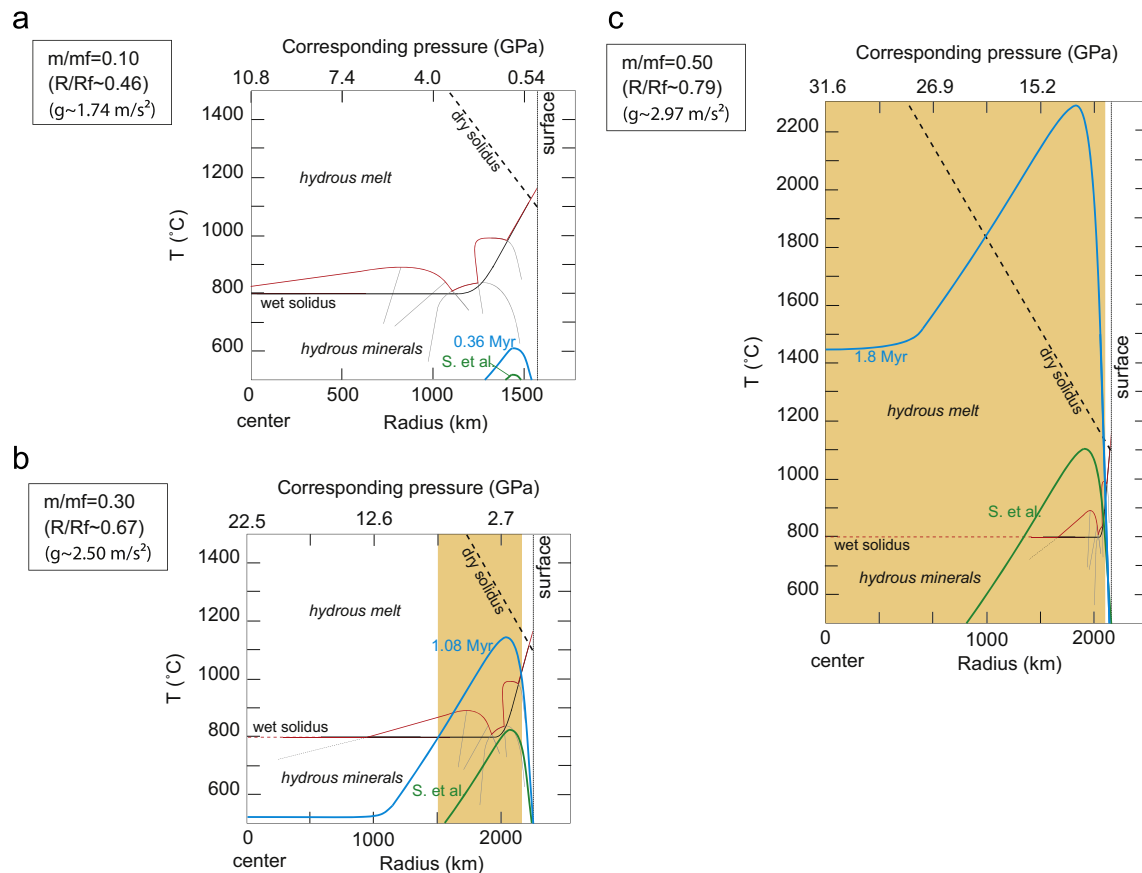 a
m/mf=0.10
(R/Rf~0.46)
(g~1.74 m/s²)
Corresponding pressure (GPa)
10.8 7.4 4.0 0.54
1400
1200
1000
800
600
T (˚C)
dry solidus
surface
hydrous melt
wet solidus
hydrous minerals
0.36 Myr
S. et al.
0 500 1000 1500
center
Radius (km)
b
m/mf=0.30
(R/Rf~0.67)
(g~2.50 m/s²)
Corresponding pressure (GPa)
22.5 12.6 2.7
1400
1200
1000
800
600
T (˚C)
dry solidus
surface
hydrous melt
1.08 Myr
wet solidus
hydrous minerals
S. et al.
0 1000 2000
center
Radius (km)
c
m/mf=0.50
(R/Rf~0.79)
(g~2.97 m/s²)
Corresponding pressure (GPa)
31.6 26.9 15.2
2200
2000
1800
1600
1400
1200
1000
800
600
T (˚C)
surface
1.8 Myr
dry solidus
hydrous melt
S. et al.
wet solidus
hydrous minerals
0 1000 2000
center
Radius (km)